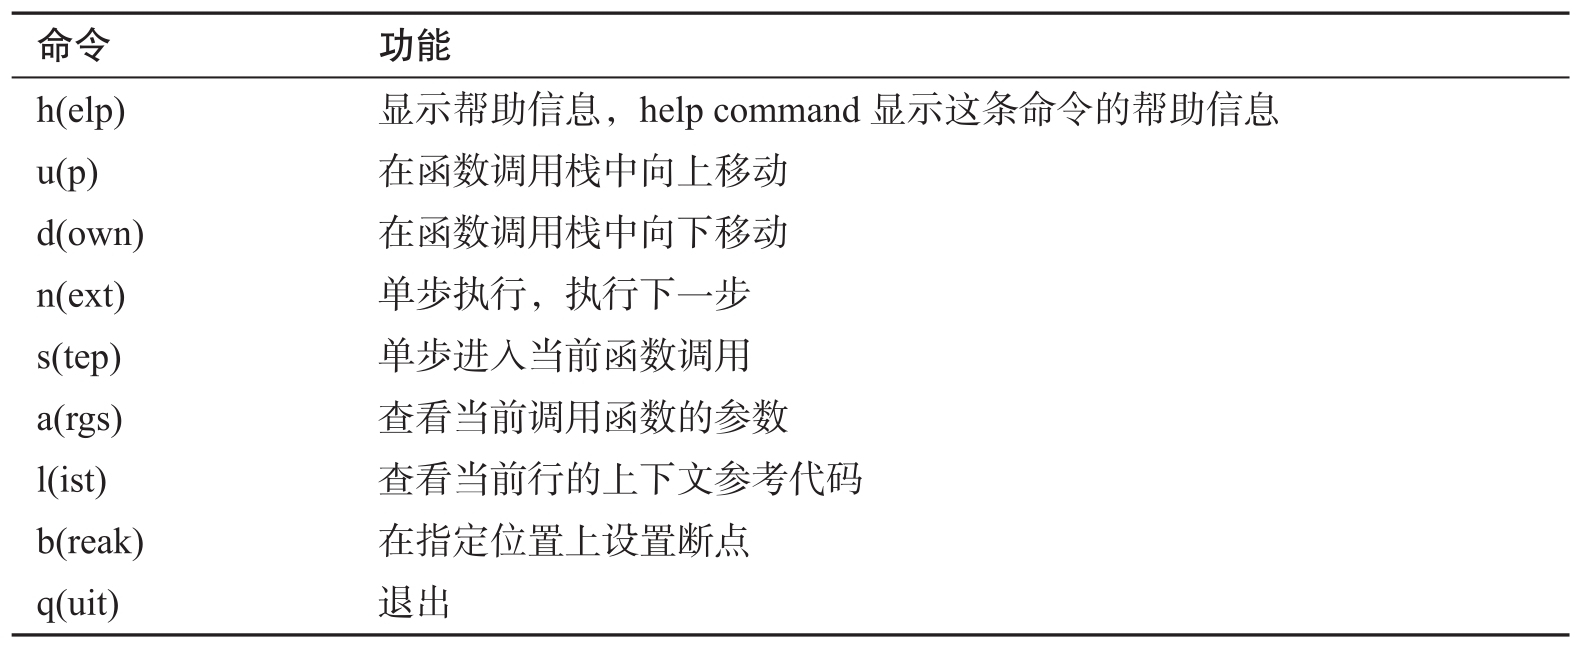 命令 功能
h(elp) 显示帮助信息，help command 显示这条命令的帮助信息
u(p) 在函数调用栈中向上移动
d(own) 在函数调用栈中向下移动
n(ext) 单步执行，执行下一步
s(tep) 单步进入当前函数调用
a(rgs) 查看当前调用函数的参数
l(ist) 查看当前行的上下文参考代码
b(reak) 在指定位置上设置断点
q(uit) 退出